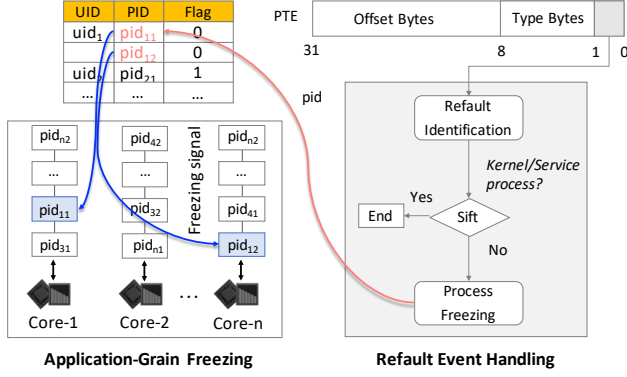 UID PID Flag
uid1 pid11 0
pid12 0
uid2 pid21 1
... ... ...
PTE Offset Bytes Type Bytes
31 8 1 0
pid
Refault
Identification
Kernel/Service
process?
Yes
End
Sift
No
Process
Freezing
pidn2 pid42 pidn2
... ... ...
pid11 pid32 pid41
pid31 pidn1 pid12
Freezing signal
...
Core-1 Core-2 Core-n
Application-Grain Freezing
Refault Event Handling